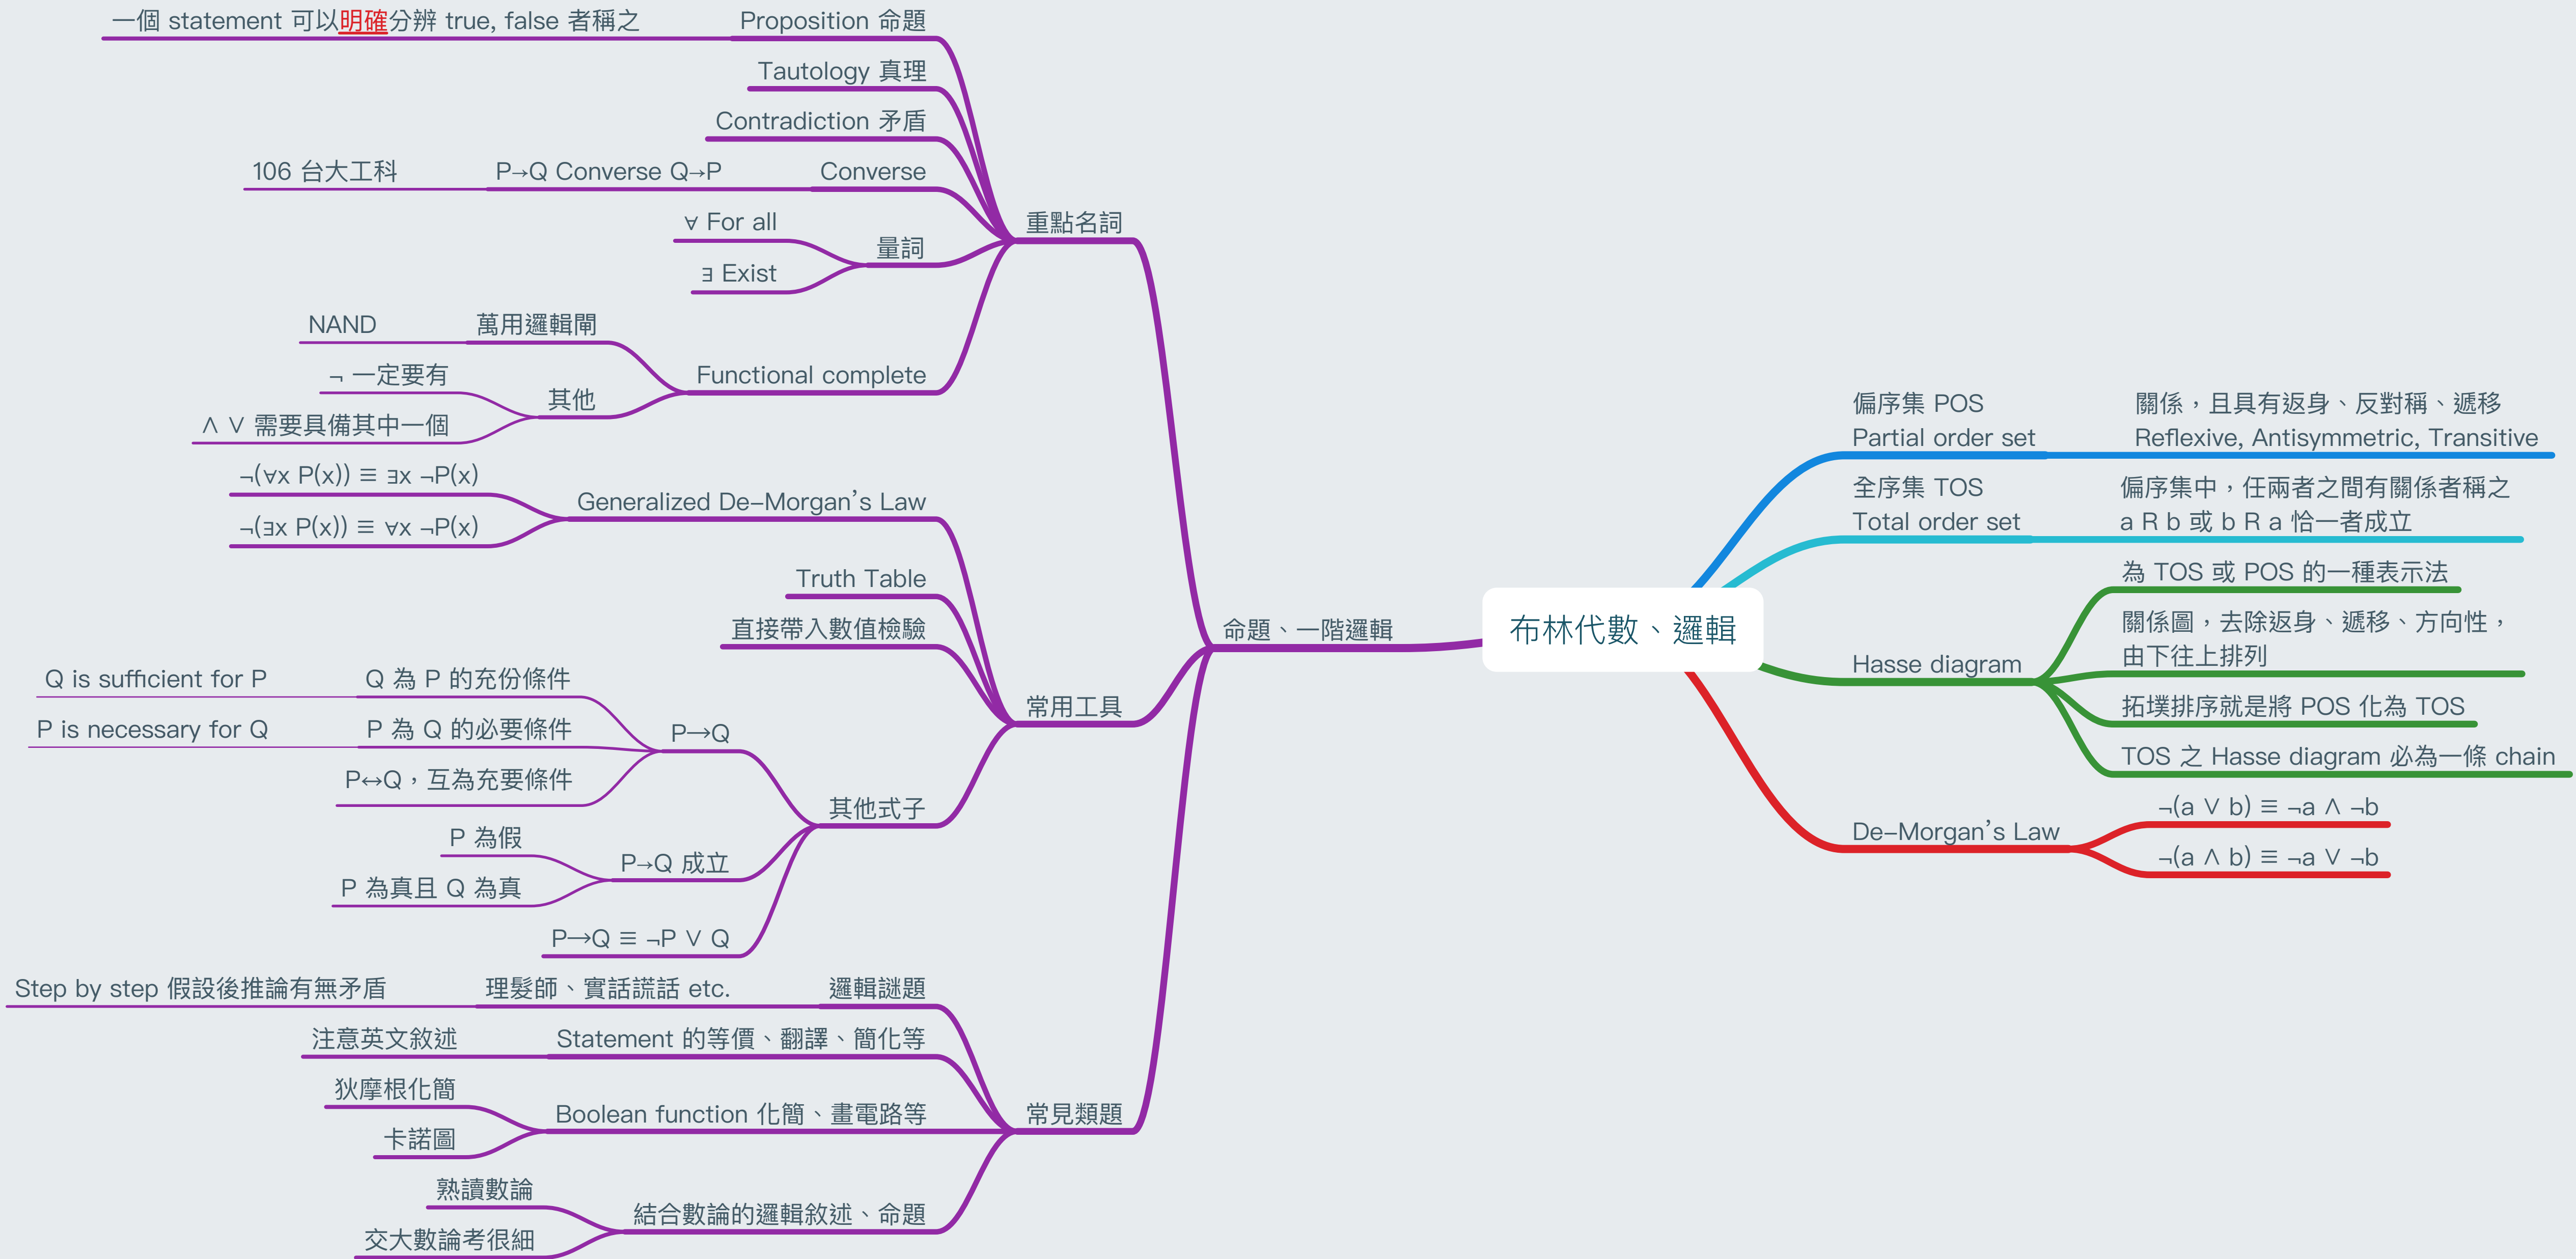 布林代數、邏輯
偏序集 POS
Partial order set
關係，且具有返身、反對稱、遞移
Reflexive, Antisymmetric, Transitive
全序集 TOS
Total order set
偏序集中，任兩者之間有關係者稱之
a R b 或 b R a 恰一者成立
Hasse diagram
為 TOS 或 POS 的一種表示法
關係圖，去除返身、遞移、方向性，
由下往上排列
拓墣排序就是將 POS 化為 TOS
TOS 之 Hasse diagram 必為一條 chain
De-Morgan's Law
¬(a ∨ b) ≡ ¬a ∧ ¬b
¬(a ∧ b) ≡ ¬a ∨ ¬b
命題、一階邏輯
重點名詞
Proposition 命題
一個 statement 可以明確分辨 true, false 者稱之
Tautology 真理
Contradiction 矛盾
Converse
P→Q Converse Q→P
106 台大工科
量詞
∀ For all
∃ Exist
Functional complete
萬用邏輯閘
NAND
其他
¬ 一定要有
∧ ∨ 需要具備其中一個
常用工具
Generalized De-Morgan's Law
¬(∀x P(x)) ≡ ∃x ¬P(x)
¬(∃x P(x)) ≡ ∀x ¬P(x)
Truth Table
直接帶入數值檢驗
其他式子
P→Q
Q 為 P 的充份條件
Q is sufficient for P
P 為 Q 的必要條件
P is necessary for Q
P↔Q，互為充要條件
P→Q 成立
P 為假
P 為真且 Q 為真
P→Q ≡ ¬P ∨ Q
常見類題
邏輯謎題
理髮師、實話謊話 etc.
Step by step 假設後推論有無矛盾
Statement 的等價、翻譯、簡化等
注意英文敘述
Boolean function 化簡、畫電路等
狄摩根化簡
卡諾圖
結合數論的邏輯敘述、命題
熟讀數論
交大數論考很細